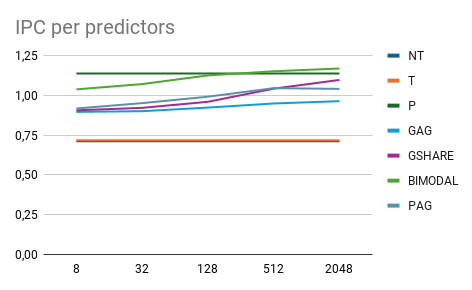 IPC per predictors
1,25
1,00
0,75
0,50
0,25
0,00
8 32 128 512 2048
NT
T
P
GAG
GSHARE
BIMODAL
PAG